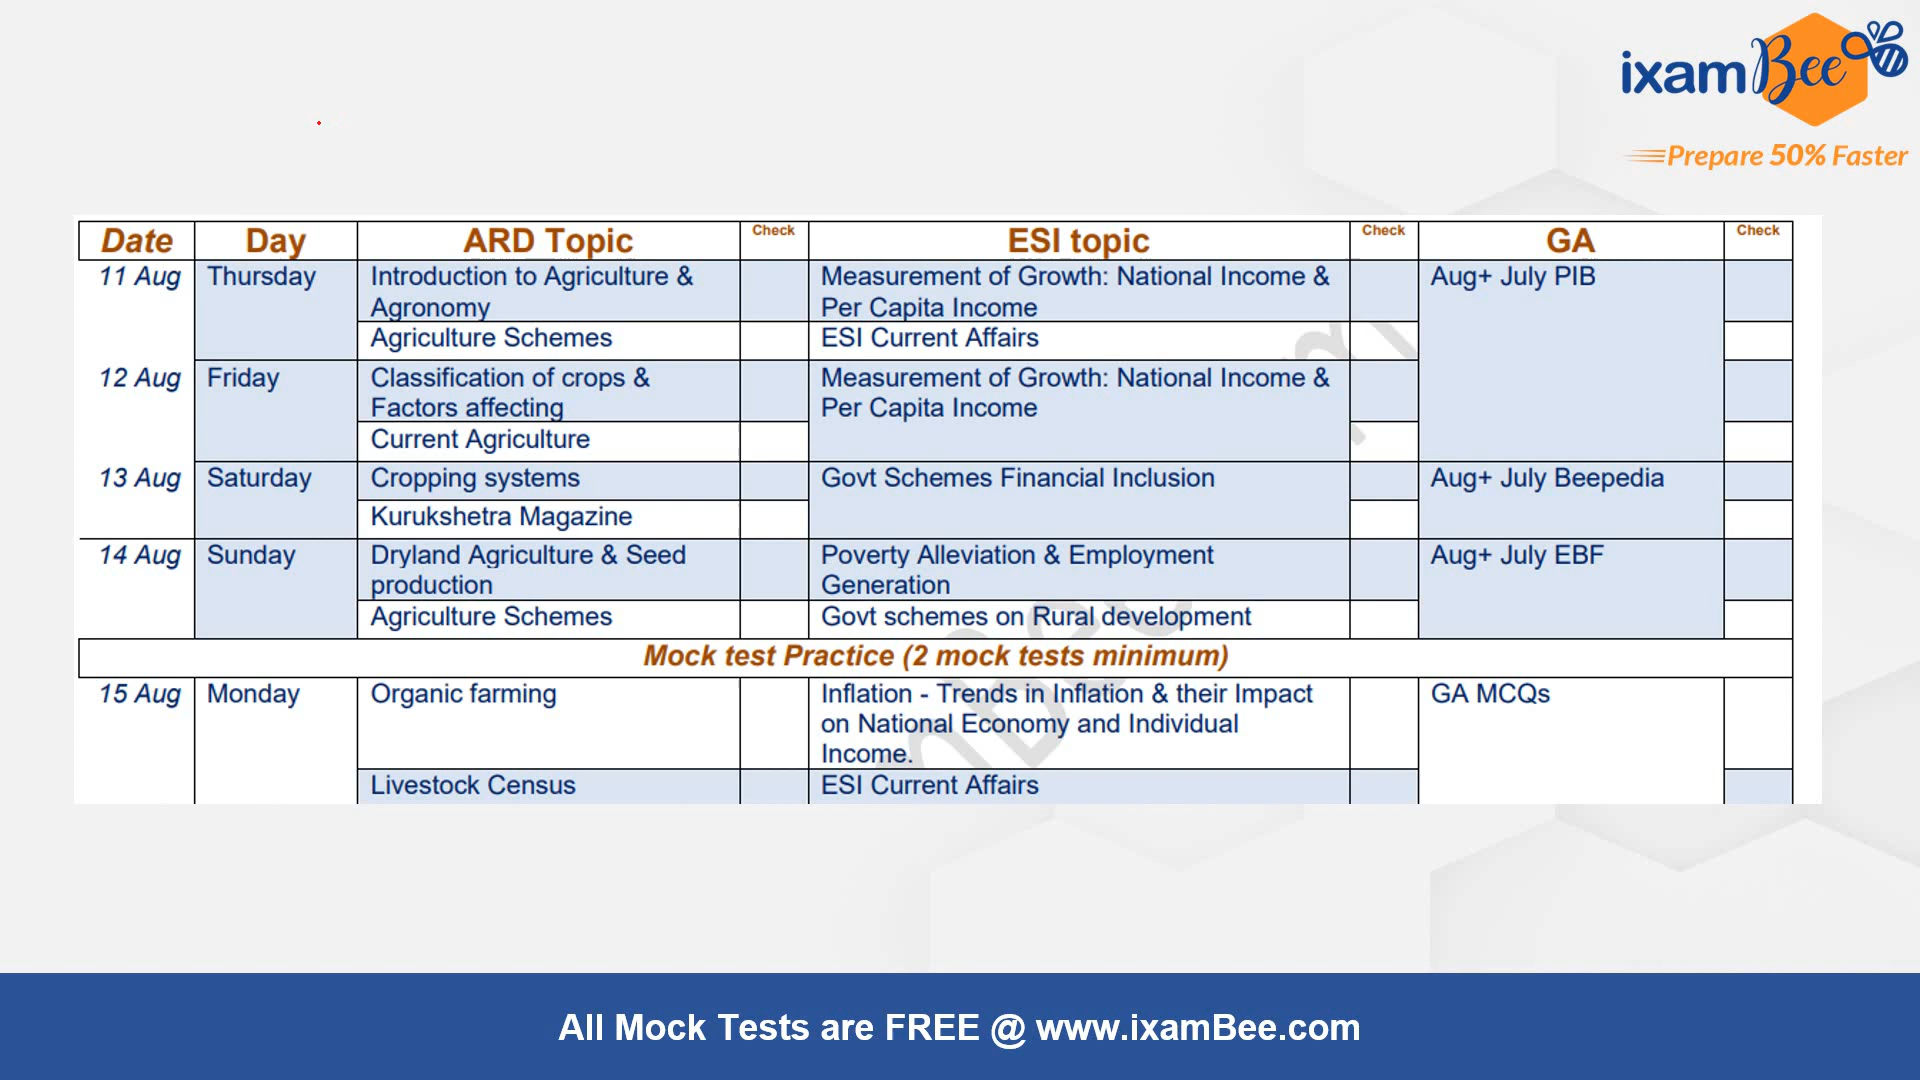 ixamBee
Prepare 50% Faster
Date Day ARD Topic Check ESI topic Check GA Check
11 Aug Thursday Introduction to Agriculture & Measurement of Growth: National Income & Aug+ July PIB
Agronomy Per Capita Income
Agriculture Schemes ESI Current Affairs
12 Aug Friday Classification of crops & Measurement of Growth: National Income &
Factors affecting Per Capita Income
Current Agriculture
13 Aug Saturday Cropping systems Govt Schemes Financial Inclusion Aug+ July Beepedia
Kurukshetra Magazine
14 Aug Sunday Dryland Agriculture & Seed Poverty Alleviation & Employment Aug+ July EBF
production Generation
Agriculture Schemes Govt schemes on Rural development
Mock test Practice (2 mock tests minimum)
15 Aug Monday Organic farming Inflation - Trends in Inflation & their Impact GA MCQs
on National Economy and Individual
Income.
Livestock Census ESI Current Affairs
All Mock Tests are FREE @ www.ixamBee.com